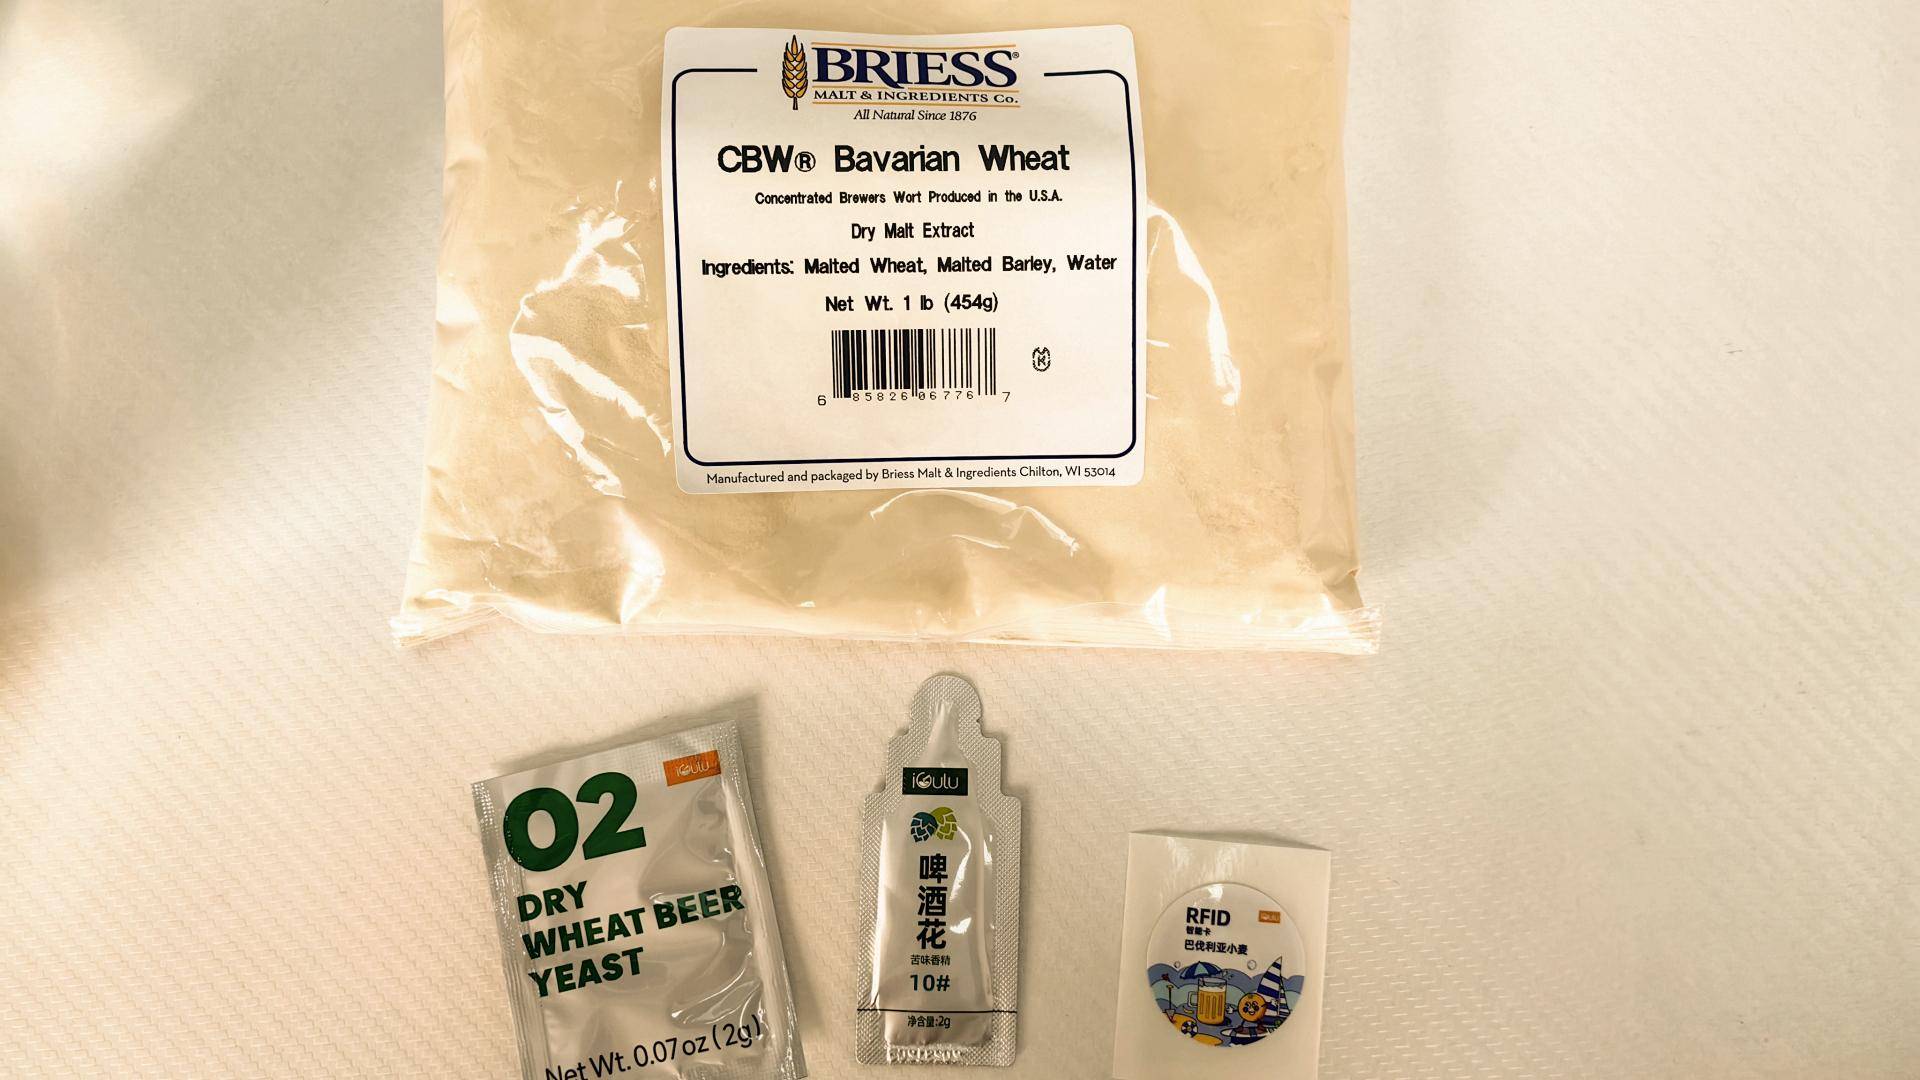 BRIESS®
MALT & INGREDIENTS Co.
All Natural Since 1876
CBW® Bavarian Wheat
Concentrated Brewers Wort Produced in the U.S.A.
Dry Malt Extract
Ingredients: Malted Wheat, Malted Barley, Water
Net Wt. 1 lb (454g)
6 85826 06776 7
Manufactured and packaged by Briess Malt & Ingredients Chilton, WI 53014
iGulu
02
DRY
WHEAT BEER
YEAST
Net Wt. 0.07 oz (2g)
iGulu
啤酒花
苦味香精
10#
净含量:2g
RFID
iGulu
智能卡
巴伐利亚小麦